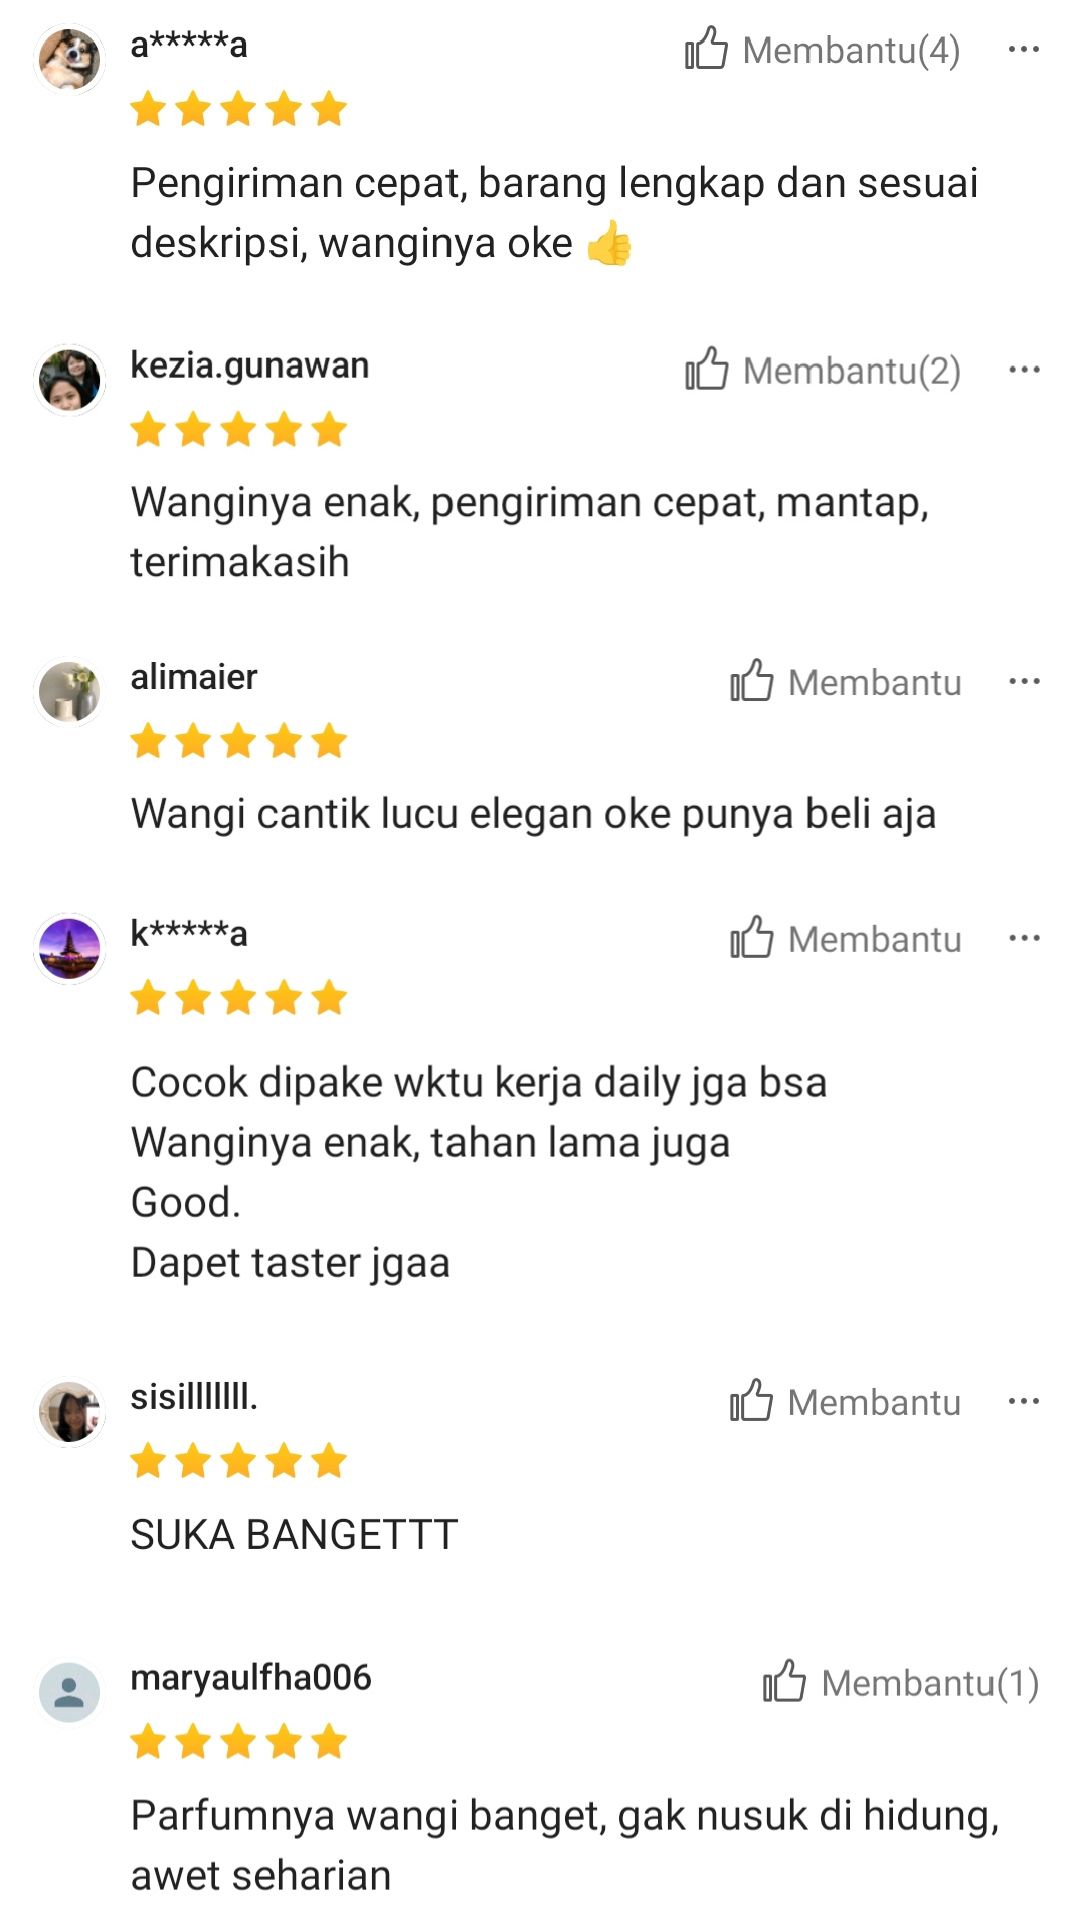 a*****a
Membantu(4)
Pengiriman cepat, barang lengkap dan sesuai
deskripsi, wanginya oke 👍
kezia.gunawan
Membantu(2)
Wanginya enak, pengiriman cepat, mantap,
terimakasih
alimaier
Membantu
Wangi cantik lucu elegan oke punya beli aja
k*****a
Membantu
Cocok dipake wktu kerja daily jga bsa
Wanginya enak, tahan lama juga
Good.
Dapet taster jgaa
sisilllllll.
Membantu
SUKA BANGETTT
maryaulfha006
Membantu(1)
Parfumnya wangi banget, gak nusuk di hidung,
awet seharian